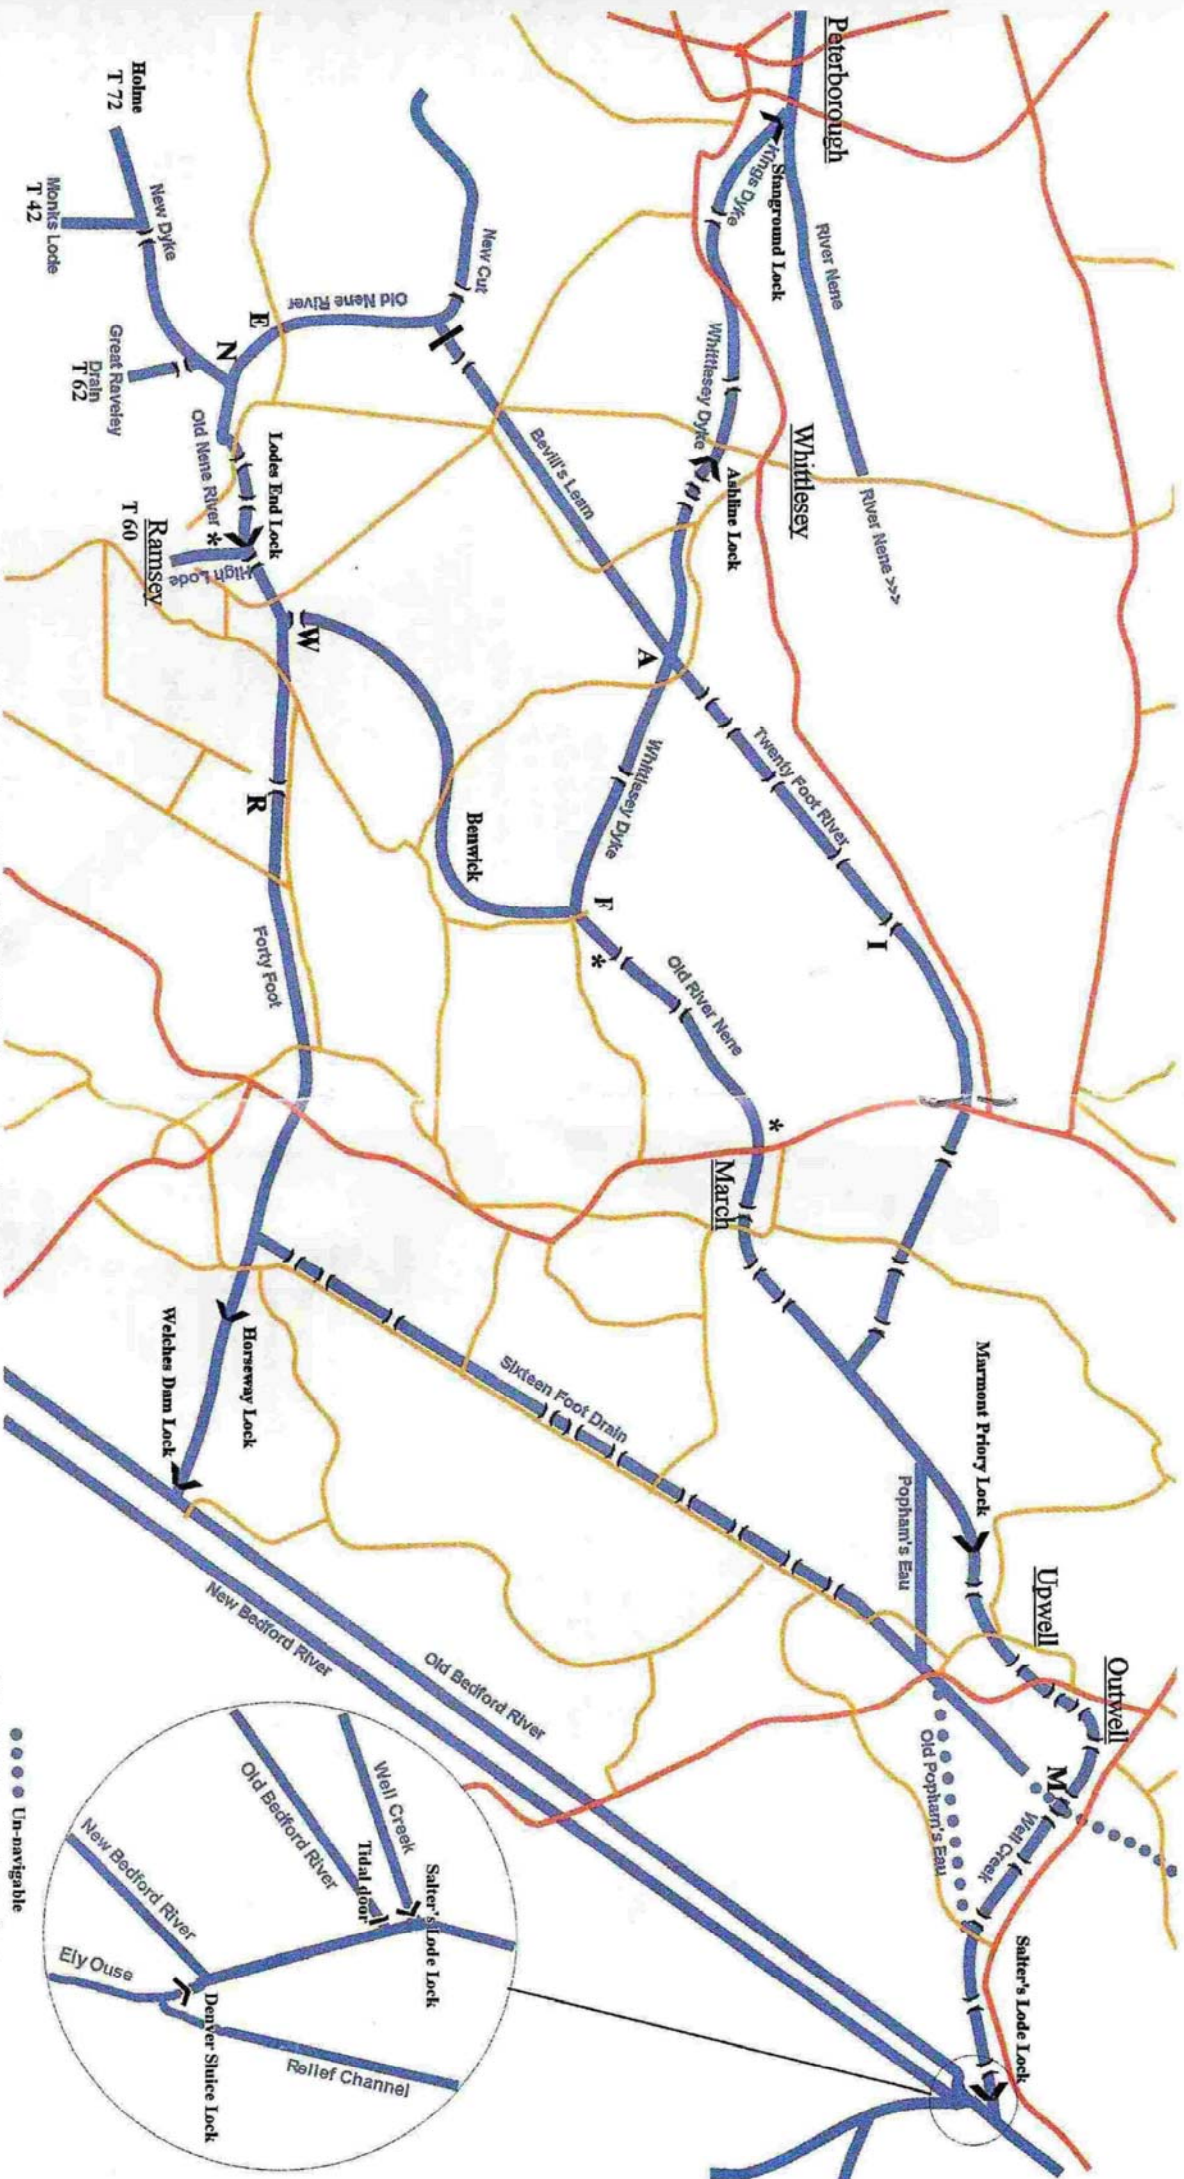 Peterborough
Stanground Lock
Kings Dyke
River Nene
River Nene >>>
Whittlesey
Whittlesey Dyke
Ashline Lock
Holme
T 72
New Dyke
Monks Lode
T 42
Great Raveley
Drain
T 62
New Cut
Old Nene River
E
N
Old Nene River
*
Lodes End Lock
Ramsey
T 60
High Lode
W
Bevill's Leam
A
Twenty Foot River
Whittlesey Dyke
I
Benwick
F
*
Old River Nene
*
March
R
Forty Foot
Horseway Lock
Welches Dam Lock
Sixteen Foot Drain
Marmont Priory Lock
Popham's Eau
Upwell
Outwell
M
Well Creek
Old Popham's Eau
Salter's Lode Lock
Old Bedford River
New Bedford River
Well Creek
Old Bedford River
Tidal door
Salter's Lode Lock
New Bedford River
Ely Ouse
Denver Sluice Lock
Relief Channel
Un-navigable